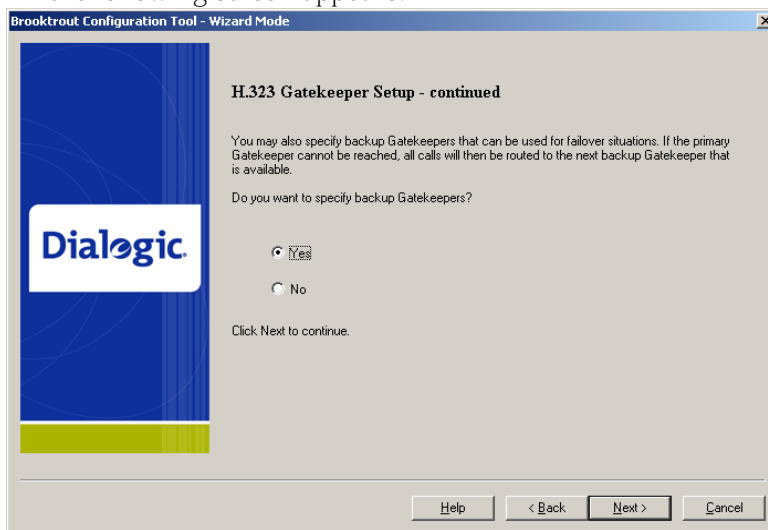 Brooktrout Configuration Tool - Wizard Mode
H.323 Gatekeeper Setup - continued
You may also specify backup Gatekeepers that can be used for failover situations. If the primary
Gatekeeper cannot be reached, all calls will then be routed to the next backup Gatekeeper that
is available.
Do you want to specify backup Gatekeepers?
Dialogic.
Yes
No
Click Next to continue.
Help
< Back
Next >
Cancel